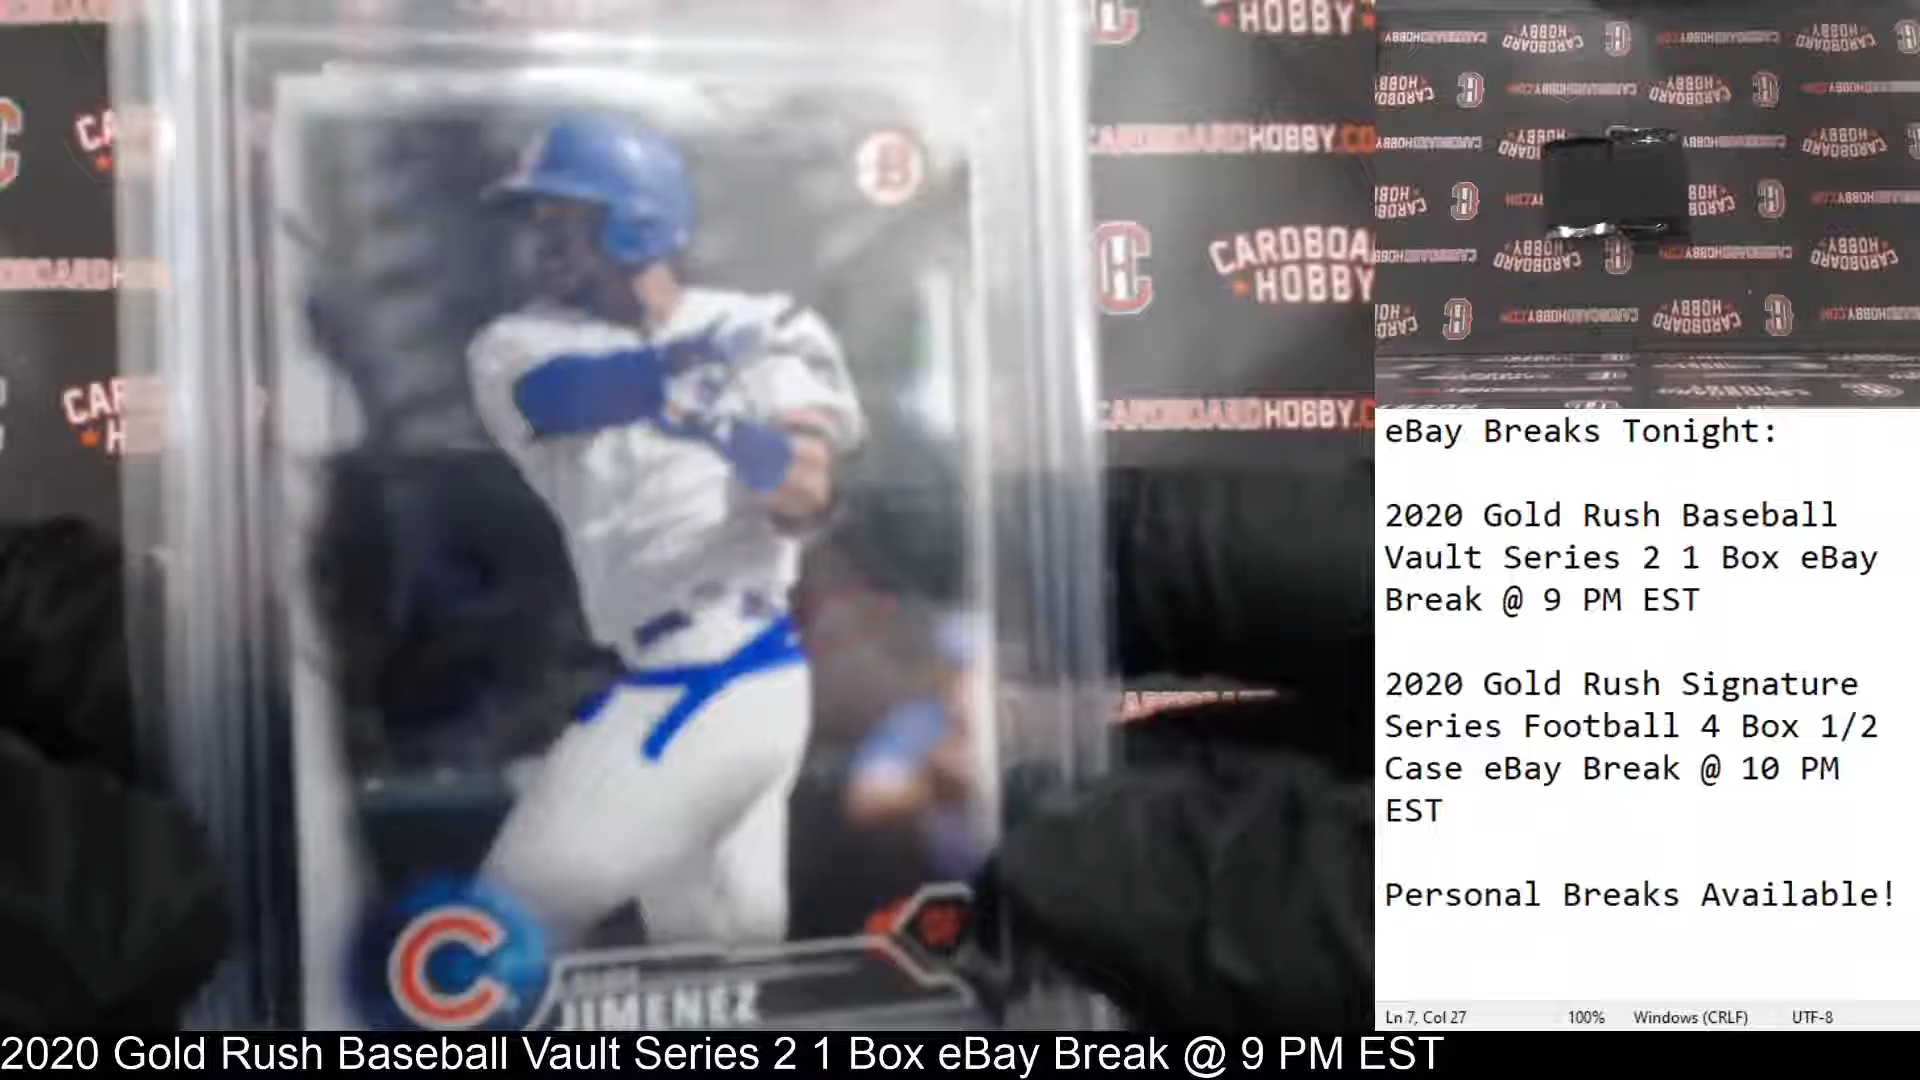 HOBBY
CARDBOARDHOBBY.CO
CARDBOA
HOBBY
CARDBOARDHOBBY.C
JIMENEZ
eBay Breaks Tonight:
2020 Gold Rush Baseball
Vault Series 2 1 Box eBay
Break @ 9 PM EST
2020 Gold Rush Signature
Series Football 4 Box 1/2
Case eBay Break @ 10 PM
EST
Personal Breaks Available!
Ln 7, Col 27
100%
Windows (CRLF)
UTF-8
2020 Gold Rush Baseball Vault Series 2 1 Box eBay Break @ 9 PM EST